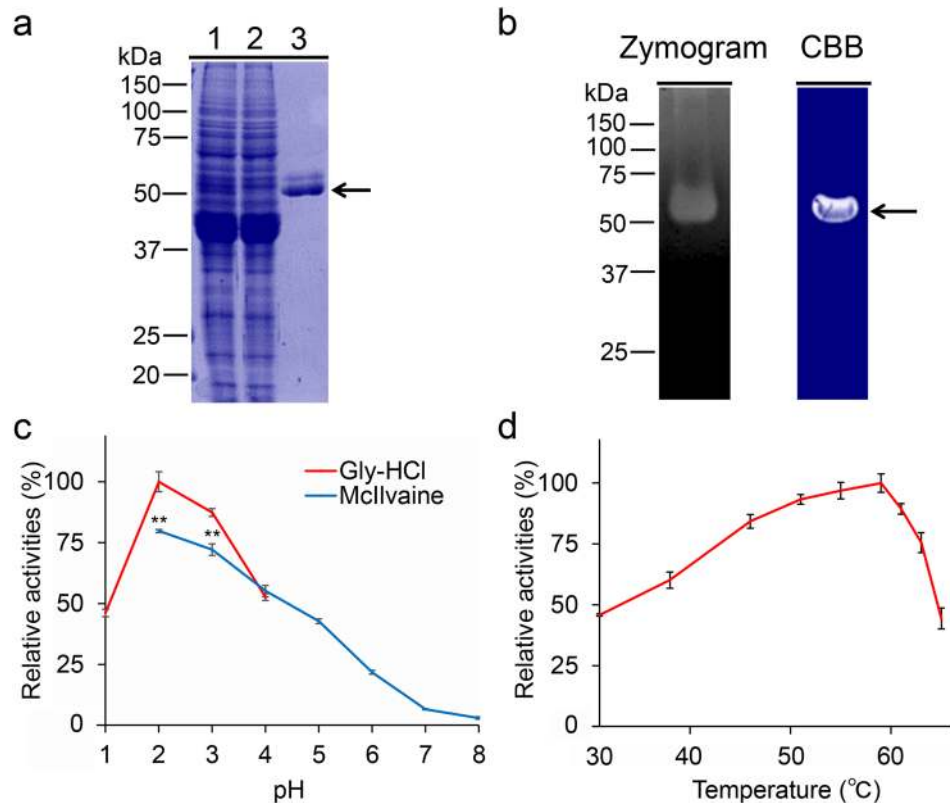 a
1 2 3
kDa
150
100
75
50
37
25
20
b
Zymogram CBB
kDa
150
100
75
50
37
25
c
Relative activities (%)
100
75
50
25
0
Gly-HCl
McIlvaine
**
**
1 2 3 4 5 6 7 8
pH
d
Relative activities (%)
100
75
50
25
0
30 40 50 60
Temperature (°C)